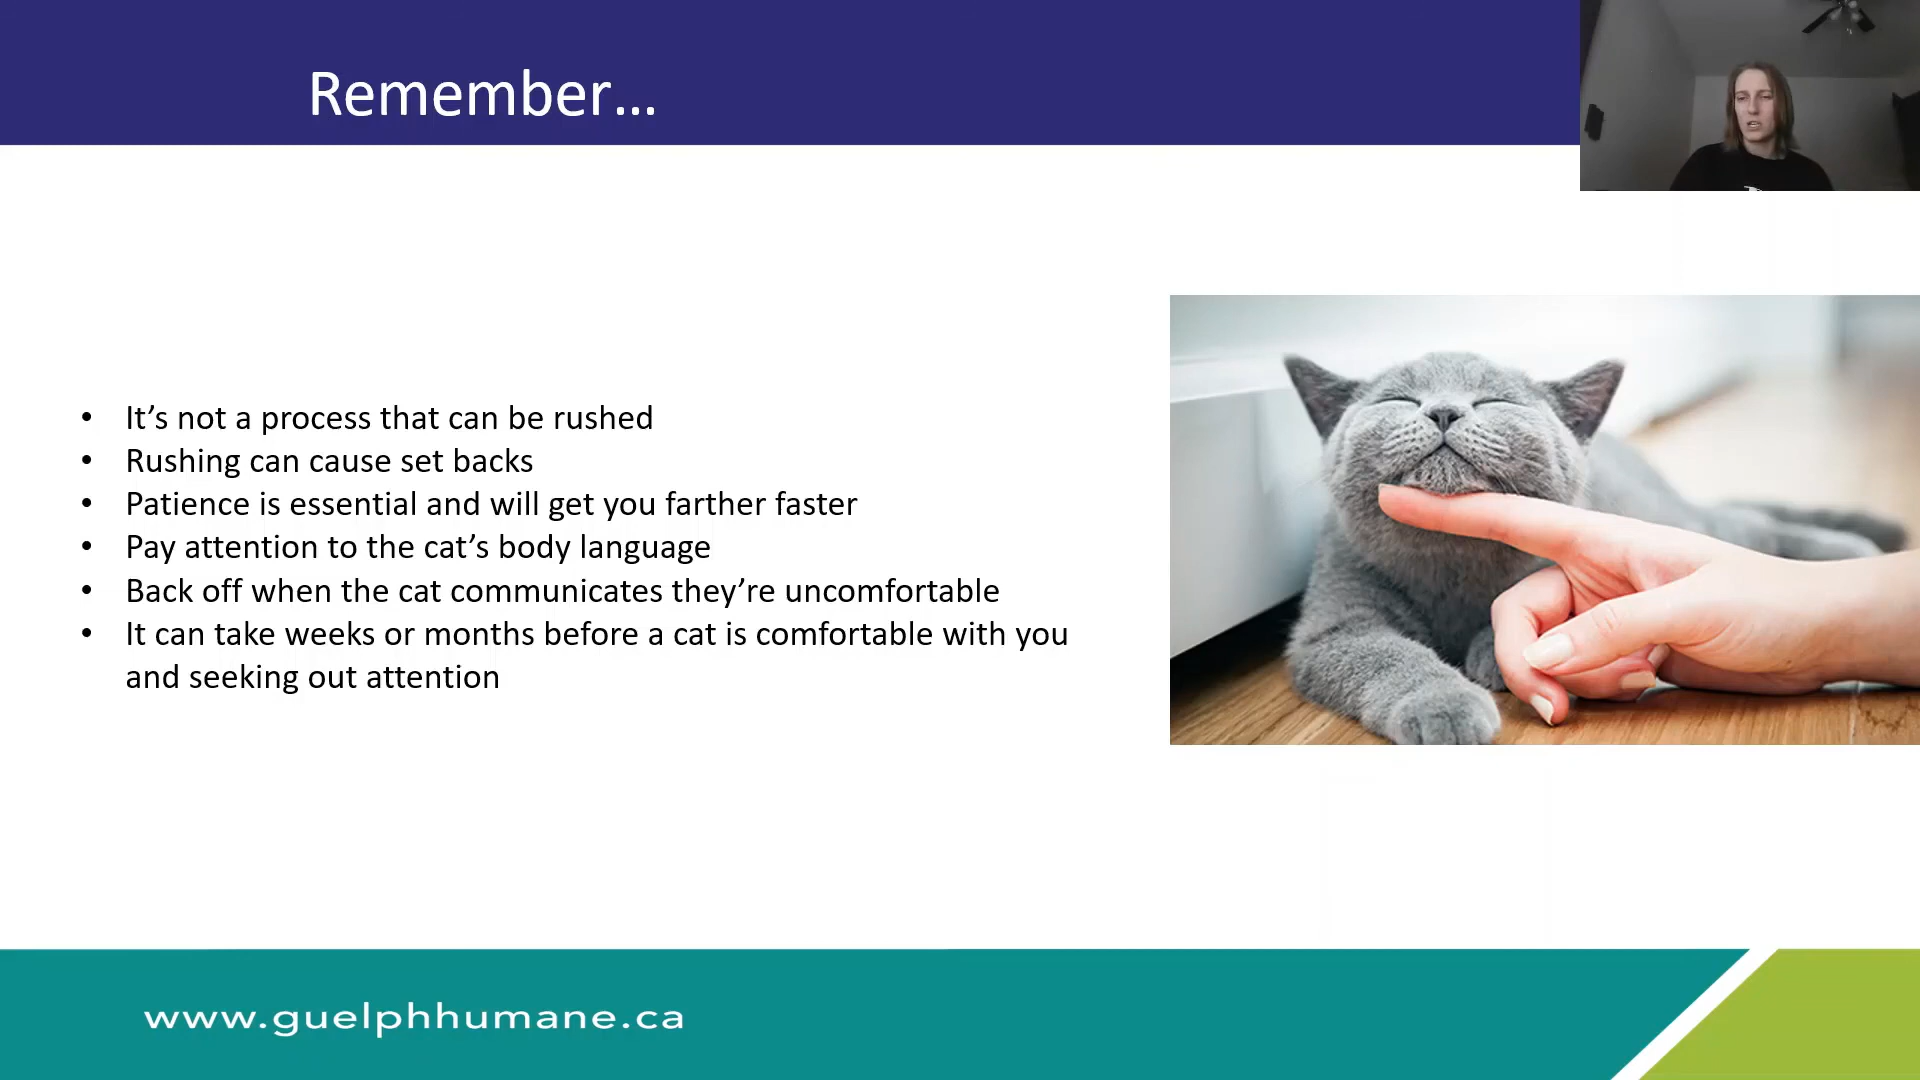 Remember...
• It’s not a process that can be rushed
• Rushing can cause set backs
• Patience is essential and will get you farther faster
• Pay attention to the cat’s body language
• Back off when the cat communicates they’re uncomfortable
• It can take weeks or months before a cat is comfortable with you
and seeking out attention
www.guelphhumane.ca